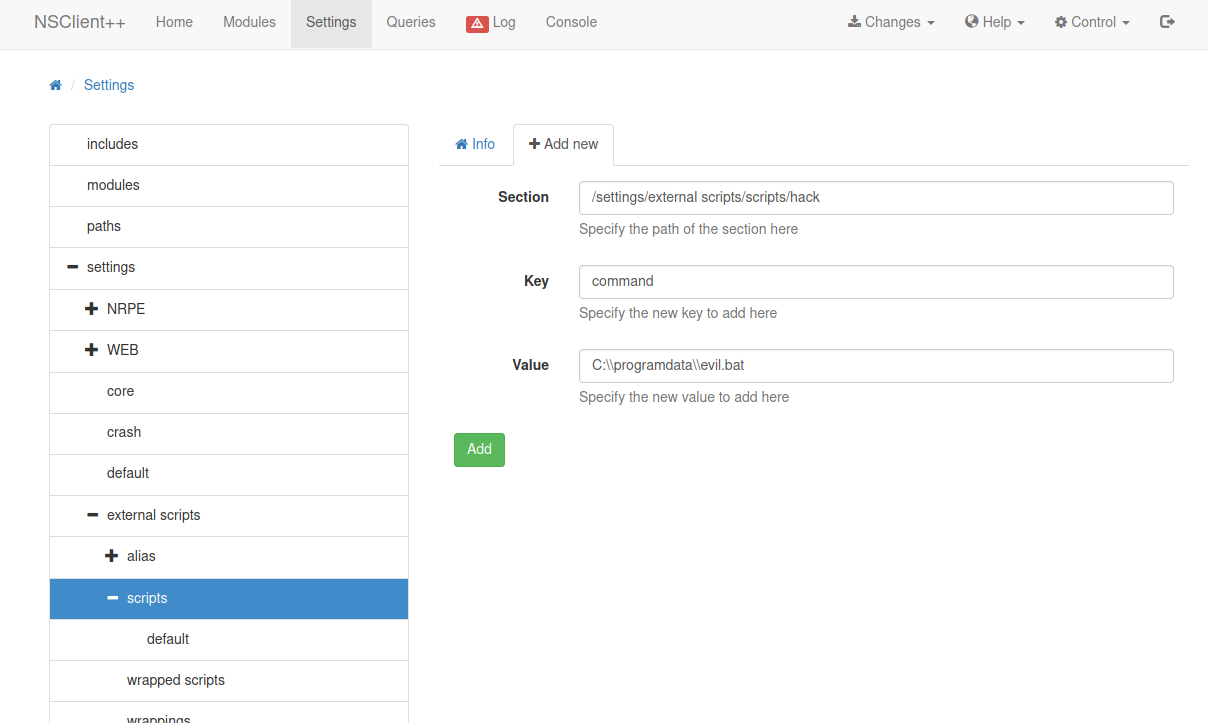 NSClient++ Home Modules Settings Queries Log Console Changes Help Control
Settings
includes
modules
paths
settings
NRPE
WEB
core
crash
default
external scripts
alias
scripts
default
wrapped scripts
wrappings
Info Add new
Section /settings/external scripts/scripts/hack
Specify the path of the section here
Key command
Specify the new key to add here
Value C:\\programdata\\evil.bat
Specify the new value to add here
Add